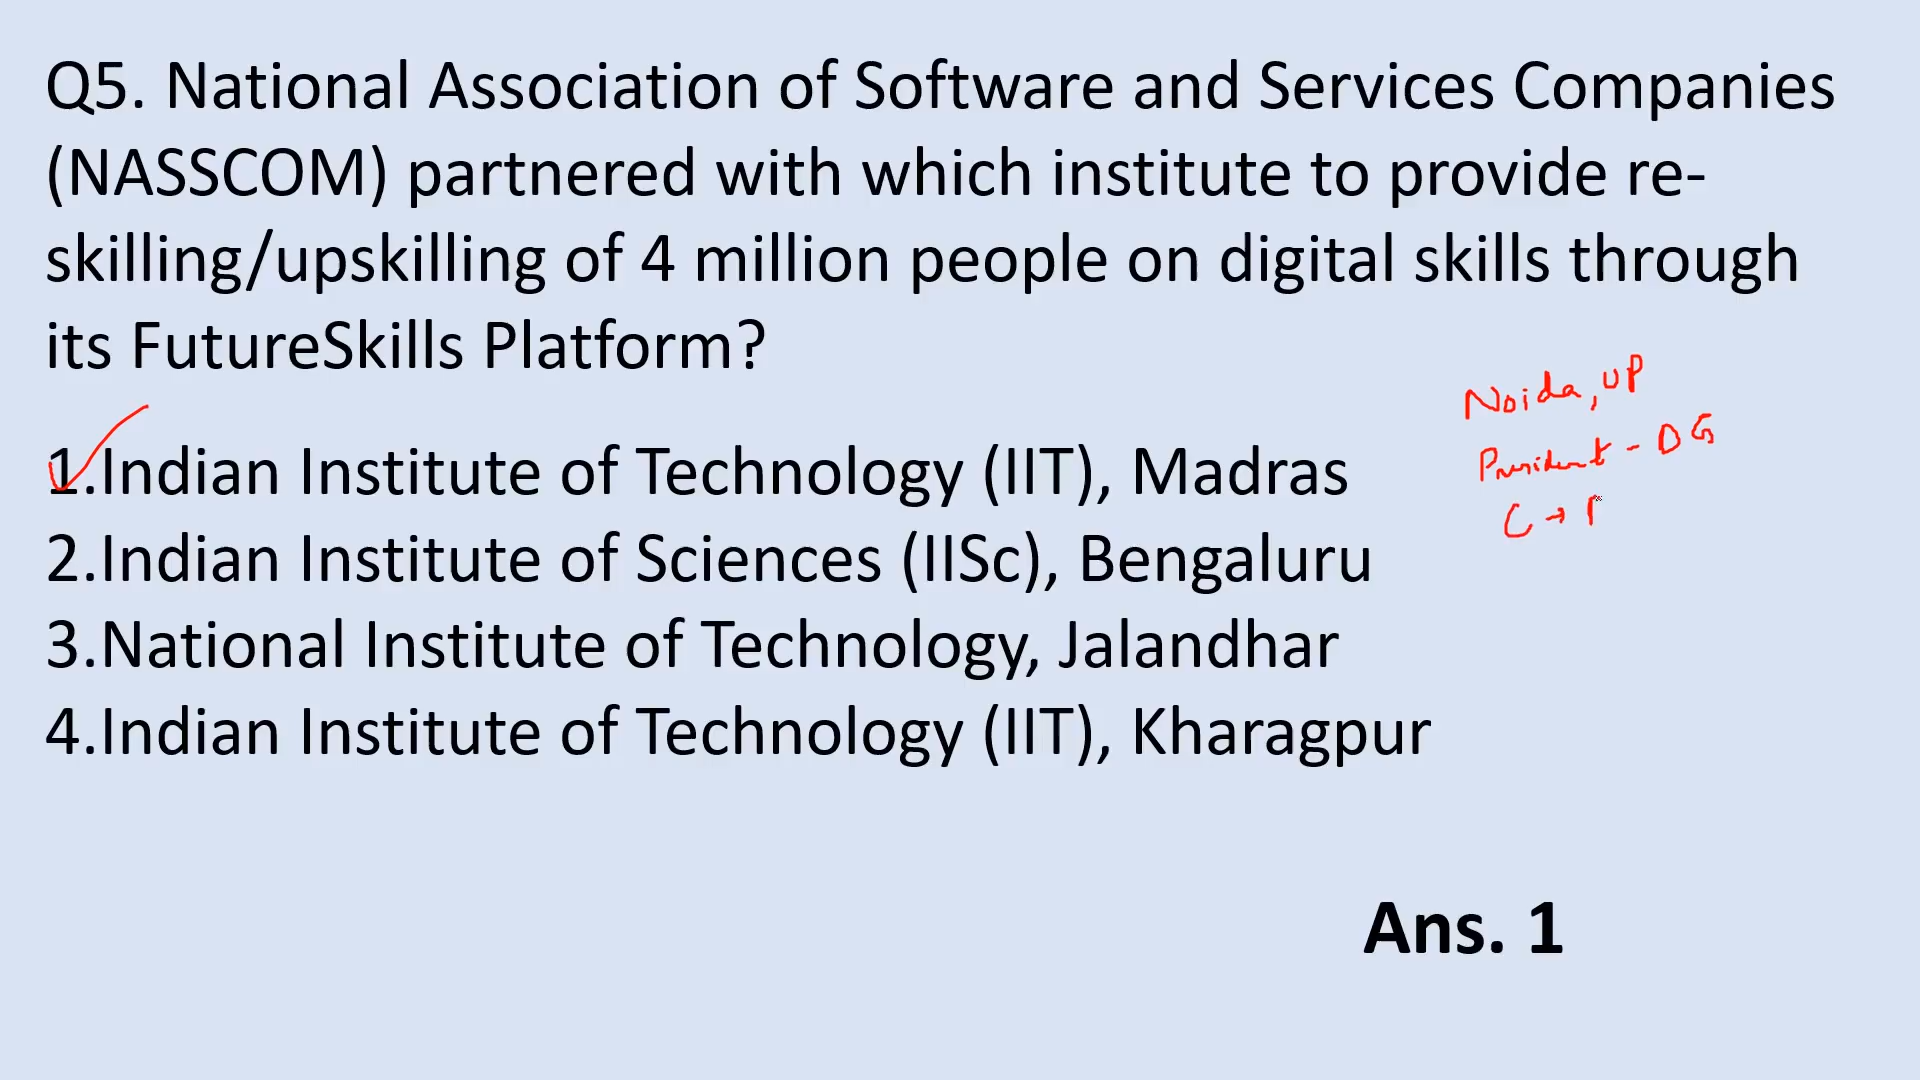 Q5. National Association of Software and Services Companies
(NASSCOM) partnered with which institute to provide re-
skilling/upskilling of 4 million people on digital skills through
its FutureSkills Platform?
Noida, UP
1.Indian Institute of Technology (IIT), Madras
President - DG
C →
2.Indian Institute of Sciences (IISc), Bengaluru
3.National Institute of Technology, Jalandhar
4.Indian Institute of Technology (IIT), Kharagpur
Ans. 1